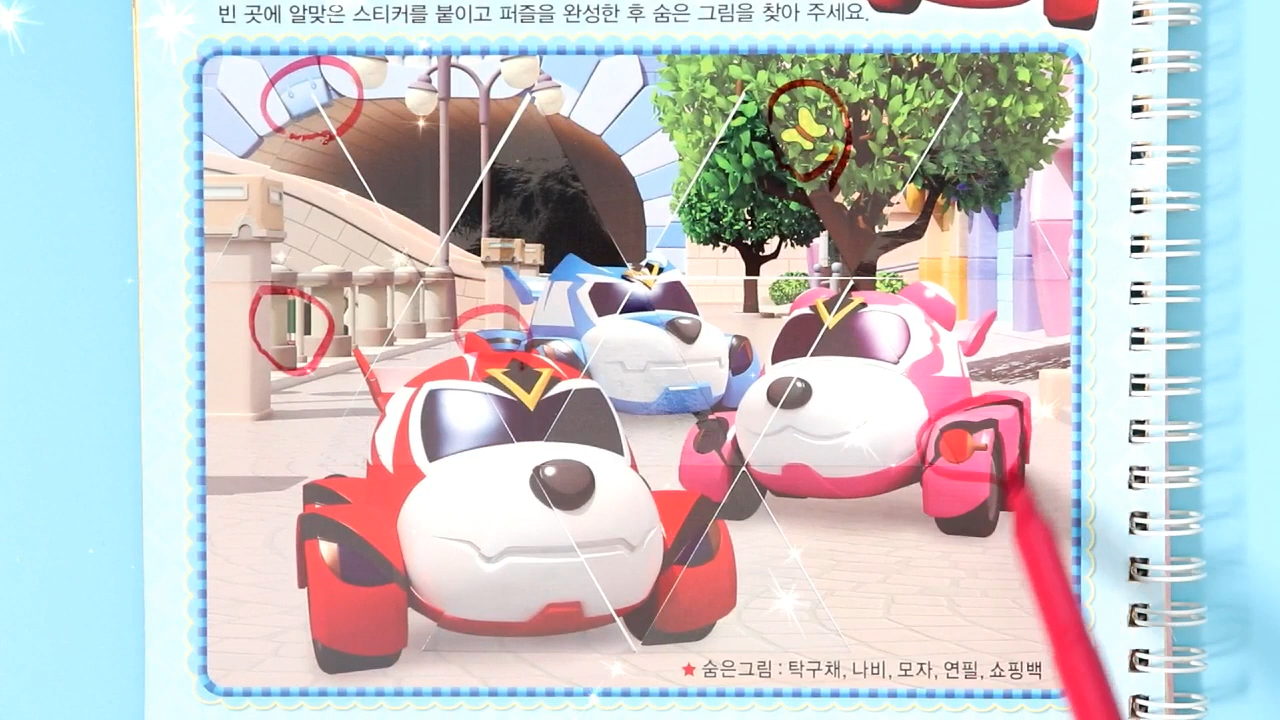 빈 곳에 알맞은 스티커를 붙이고 퍼즐을 완성한 후 숨은 그림을 찾아 주세요.
★ 숨은그림 : 탁구채, 나비, 모자, 연필, 쇼핑백